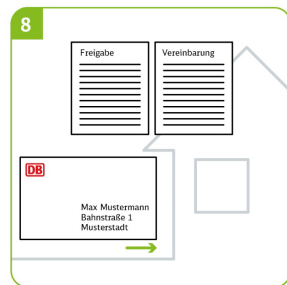 8
Freigabe
Vereinbarung
DB
Max Mustermann
Bahnstraße 1
Musterstadt